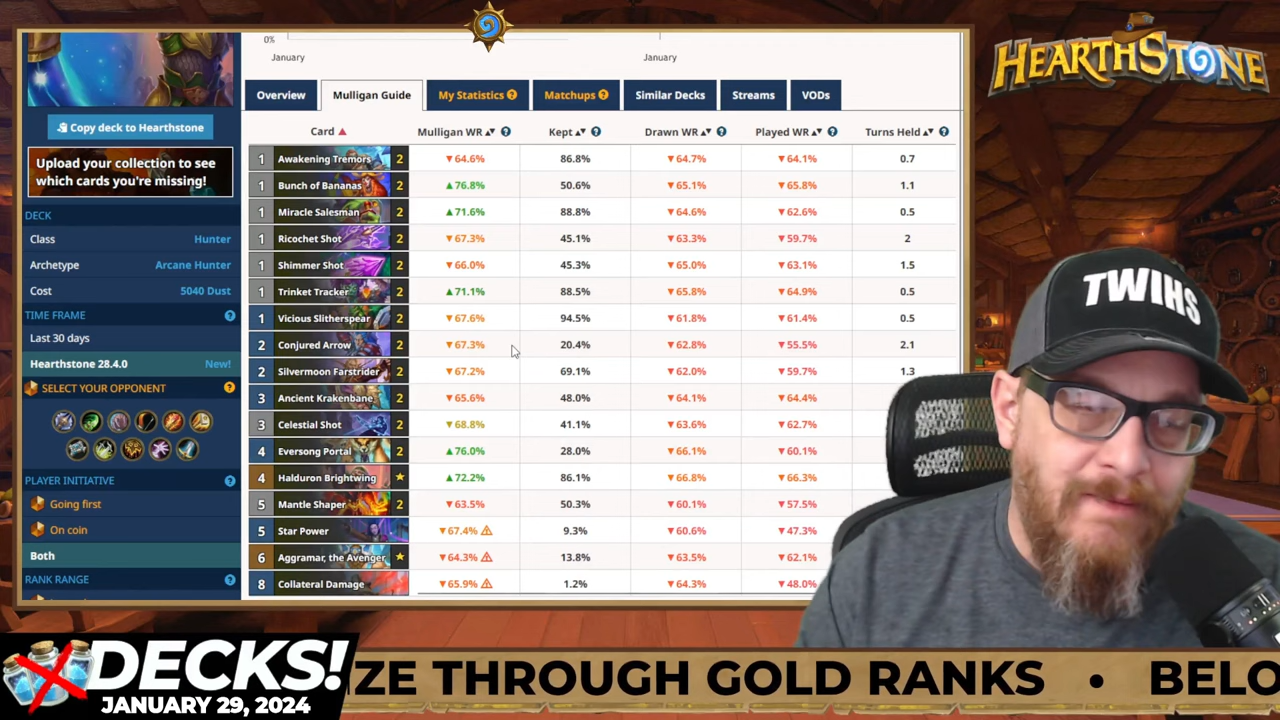 HEARTHSTONE
0%
January January
Overview Mulligan Guide My Statistics ? Matchups ? Similar Decks Streams VODs
Copy deck to Hearthstone
Upload your collection to see
which cards you're missing!
DECK
Class Hunter
Archetype Arcane Hunter
Cost 5040 Dust
TIME FRAME ?
Last 30 days
Hearthstone 28.4.0 New!
SELECT YOUR OPPONENT ?
PLAYER INITIATIVE ?
Going first
On coin
Both
RANK RANGE ?
Card ▲ Mulligan WR ▲▼ ? Kept ▲▼ ? Drawn WR ▲▼ ? Played WR ▲▼ ? Turns Held ▲▼ ?
1 Awakening Tremors 2 ▼64.6% 86.8% ▼64.7% ▼64.1% 0.7
1 Bunch of Bananas 2 ▲76.8% 50.6% ▼65.1% ▼65.8% 1.1
1 Miracle Salesman 2 ▲71.6% 88.8% ▼64.6% ▼62.6% 0.5
1 Ricochet Shot 2 ▼67.3% 45.1% ▼63.3% ▼59.7% 2
1 Shimmer Shot 2 ▼66.0% 45.3% ▼65.0% ▼63.1% 1.5
1 Trinket Tracker 2 ▲71.1% 88.5% ▼65.8% ▼64.9% 0.5
1 Vicious Slitherspear 2 ▼67.6% 94.5% ▼61.8% ▼61.4% 0.5
2 Conjured Arrow 2 ▼67.3% 20.4% ▼62.8% ▼55.5% 2.1
2 Silvermoon Farstrider 2 ▼67.2% 69.1% ▼62.0% ▼59.7% 1.3
3 Ancient Krakenbane 2 ▼65.6% 48.0% ▼64.1% ▼64.4%
3 Celestial Shot 2 ▼68.8% 41.1% ▼63.6% ▼62.7%
4 Eversong Portal 2 ▲76.0% 28.0% ▼66.1% ▼60.1%
4 Halduron Brightwing ★ ▲72.2% 86.1% ▼66.8% ▼66.3%
5 Mantle Shaper 2 ▼63.5% 50.3% ▼60.1% ▼57.5%
5 Star Power ▼67.4% 9.3% ▼60.6% ▼47.3%
6 Aggramar, the Avenger ★ ▼64.3% 13.8% ▼63.5% ▼62.1%
8 Collateral Damage ▼65.9% 1.2% ▼64.3% ▼48.0%
TWIHS
DECKS!
JANUARY 29, 2024
ZE THROUGH GOLD RANKS • BELO